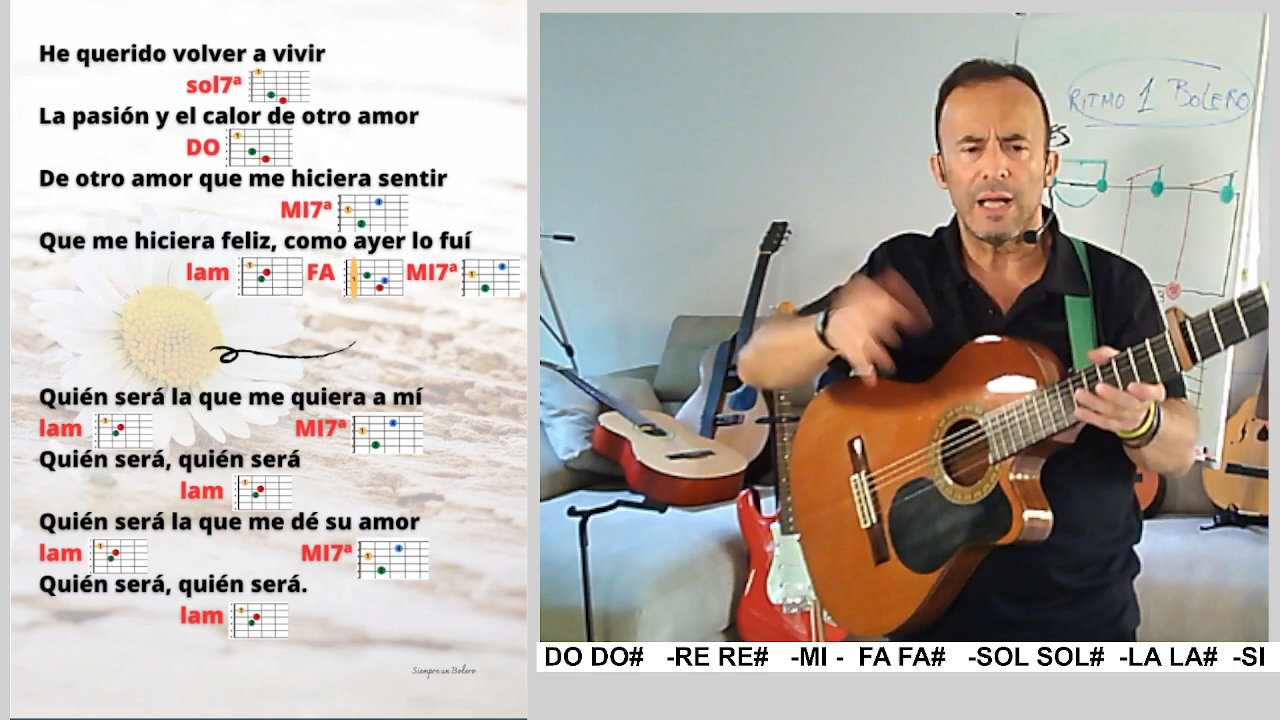 He querido volver a vivir
sol7ª
La pasión y el calor de otro amor
DO
De otro amor que me hiciera sentir
MI7ª
Que me hiciera feliz, como ayer lo fuí
lam FA MI7ª
Quién será la que me quiera a mí
lam MI7ª
Quién será, quién será
lam
Quién será la que me dé su amor
lam MI7ª
Quién será, quién será.
lam
Siempre un Bolero
RITMO 1 BOLERO
DO DO# -RE RE# -MI - FA FA# -SOL SOL# -LA LA# -SI